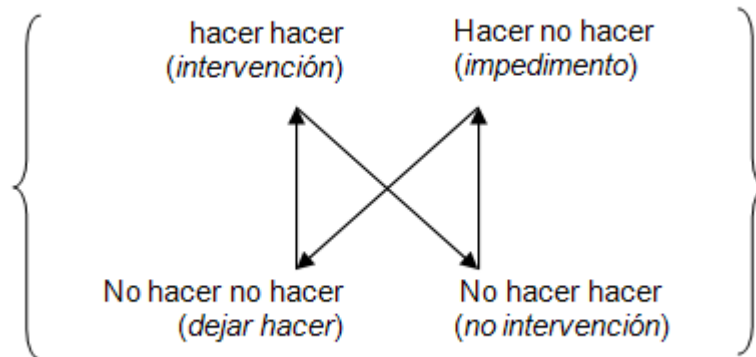 hacer hacer
(intervención)
Hacer no hacer
(impedimento)
No hacer no hacer
(dejar hacer)
No hacer hacer
(no intervención)